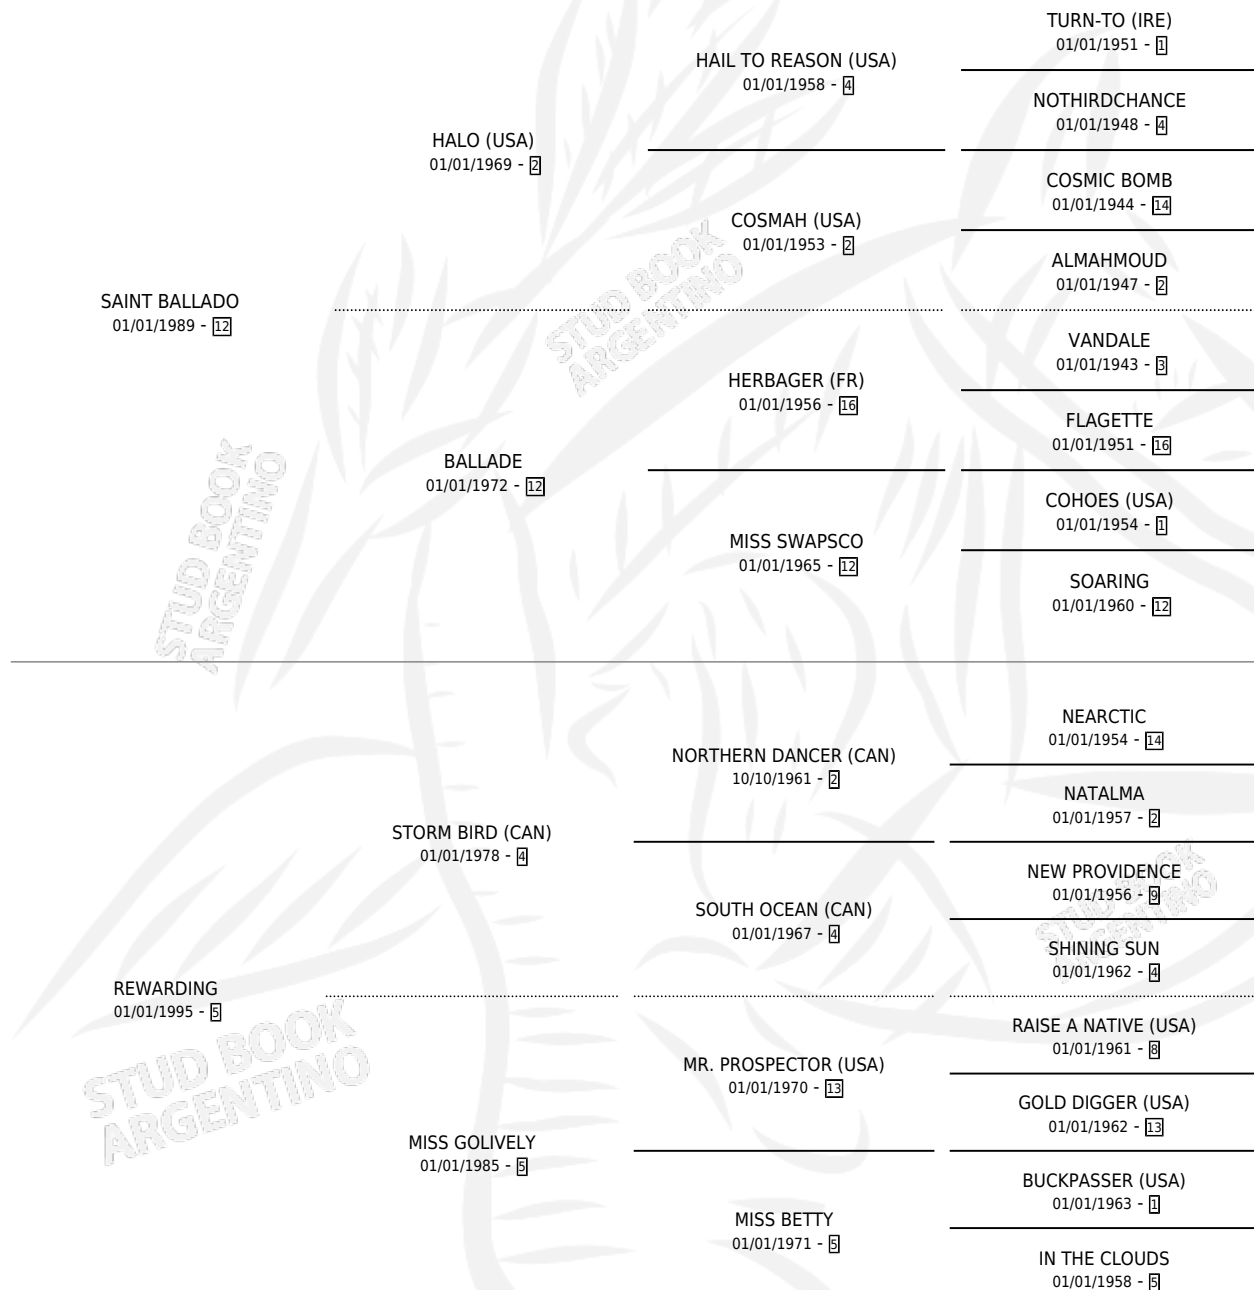 TURN-TO (IRE)
01/01/1951 - 1
HAIL TO REASON (USA)
01/01/1958 - 4
NOTHIRDCHANCE
01/01/1948 - 4
HALO (USA)
01/01/1969 - 2
COSMIC BOMB
01/01/1944 - 14
COSMAH (USA)
01/01/1953 - 2
ALMAHMOUD
01/01/1947 - 2
SAINT BALLADO
01/01/1989 - 12
STUD BOOK
ARGENTINO
VANDALE
01/01/1943 - 3
HERBAGER (FR)
01/01/1956 - 16
FLAGETTE
01/01/1951 - 16
BALLADE
01/01/1972 - 12
COHOES (USA)
01/01/1954 - 1
MISS SWAPSCO
01/01/1965 - 12
SOARING
01/01/1960 - 12
STUD BOOK
ARGENTINO
NEARCTIC
01/01/1954 - 14
NORTHERN DANCER (CAN)
10/10/1961 - 2
NATALMA
01/01/1957 - 2
STORM BIRD (CAN)
01/01/1978 - 4
NEW PROVIDENCE
01/01/1956 - 9
SOUTH OCEAN (CAN)
01/01/1967 - 4
SHINING SUN
01/01/1962 - 4
STUD BOOK
ARGENTINO
REWARDING
01/01/1995 - 5
RAISE A NATIVE (USA)
01/01/1961 - 8
MR. PROSPECTOR (USA)
01/01/1970 - 13
GOLD DIGGER (USA)
01/01/1962 - 13
STUD BOOK
ARGENTINO
MISS GOLIVELY
01/01/1985 - 5
BUCKPASSER (USA)
01/01/1963 - 1
MISS BETTY
01/01/1971 - 5
IN THE CLOUDS
01/01/1958 - 5